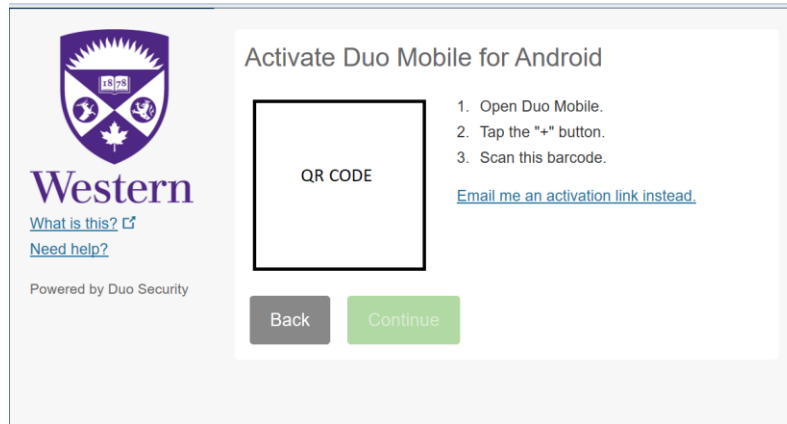 1878
Western
What is this?
Need help?
Powered by Duo Security
Activate Duo Mobile for Android
QR CODE
1. Open Duo Mobile.
2. Tap the "+" button.
3. Scan this barcode.
Email me an activation link instead.
Back
Continue